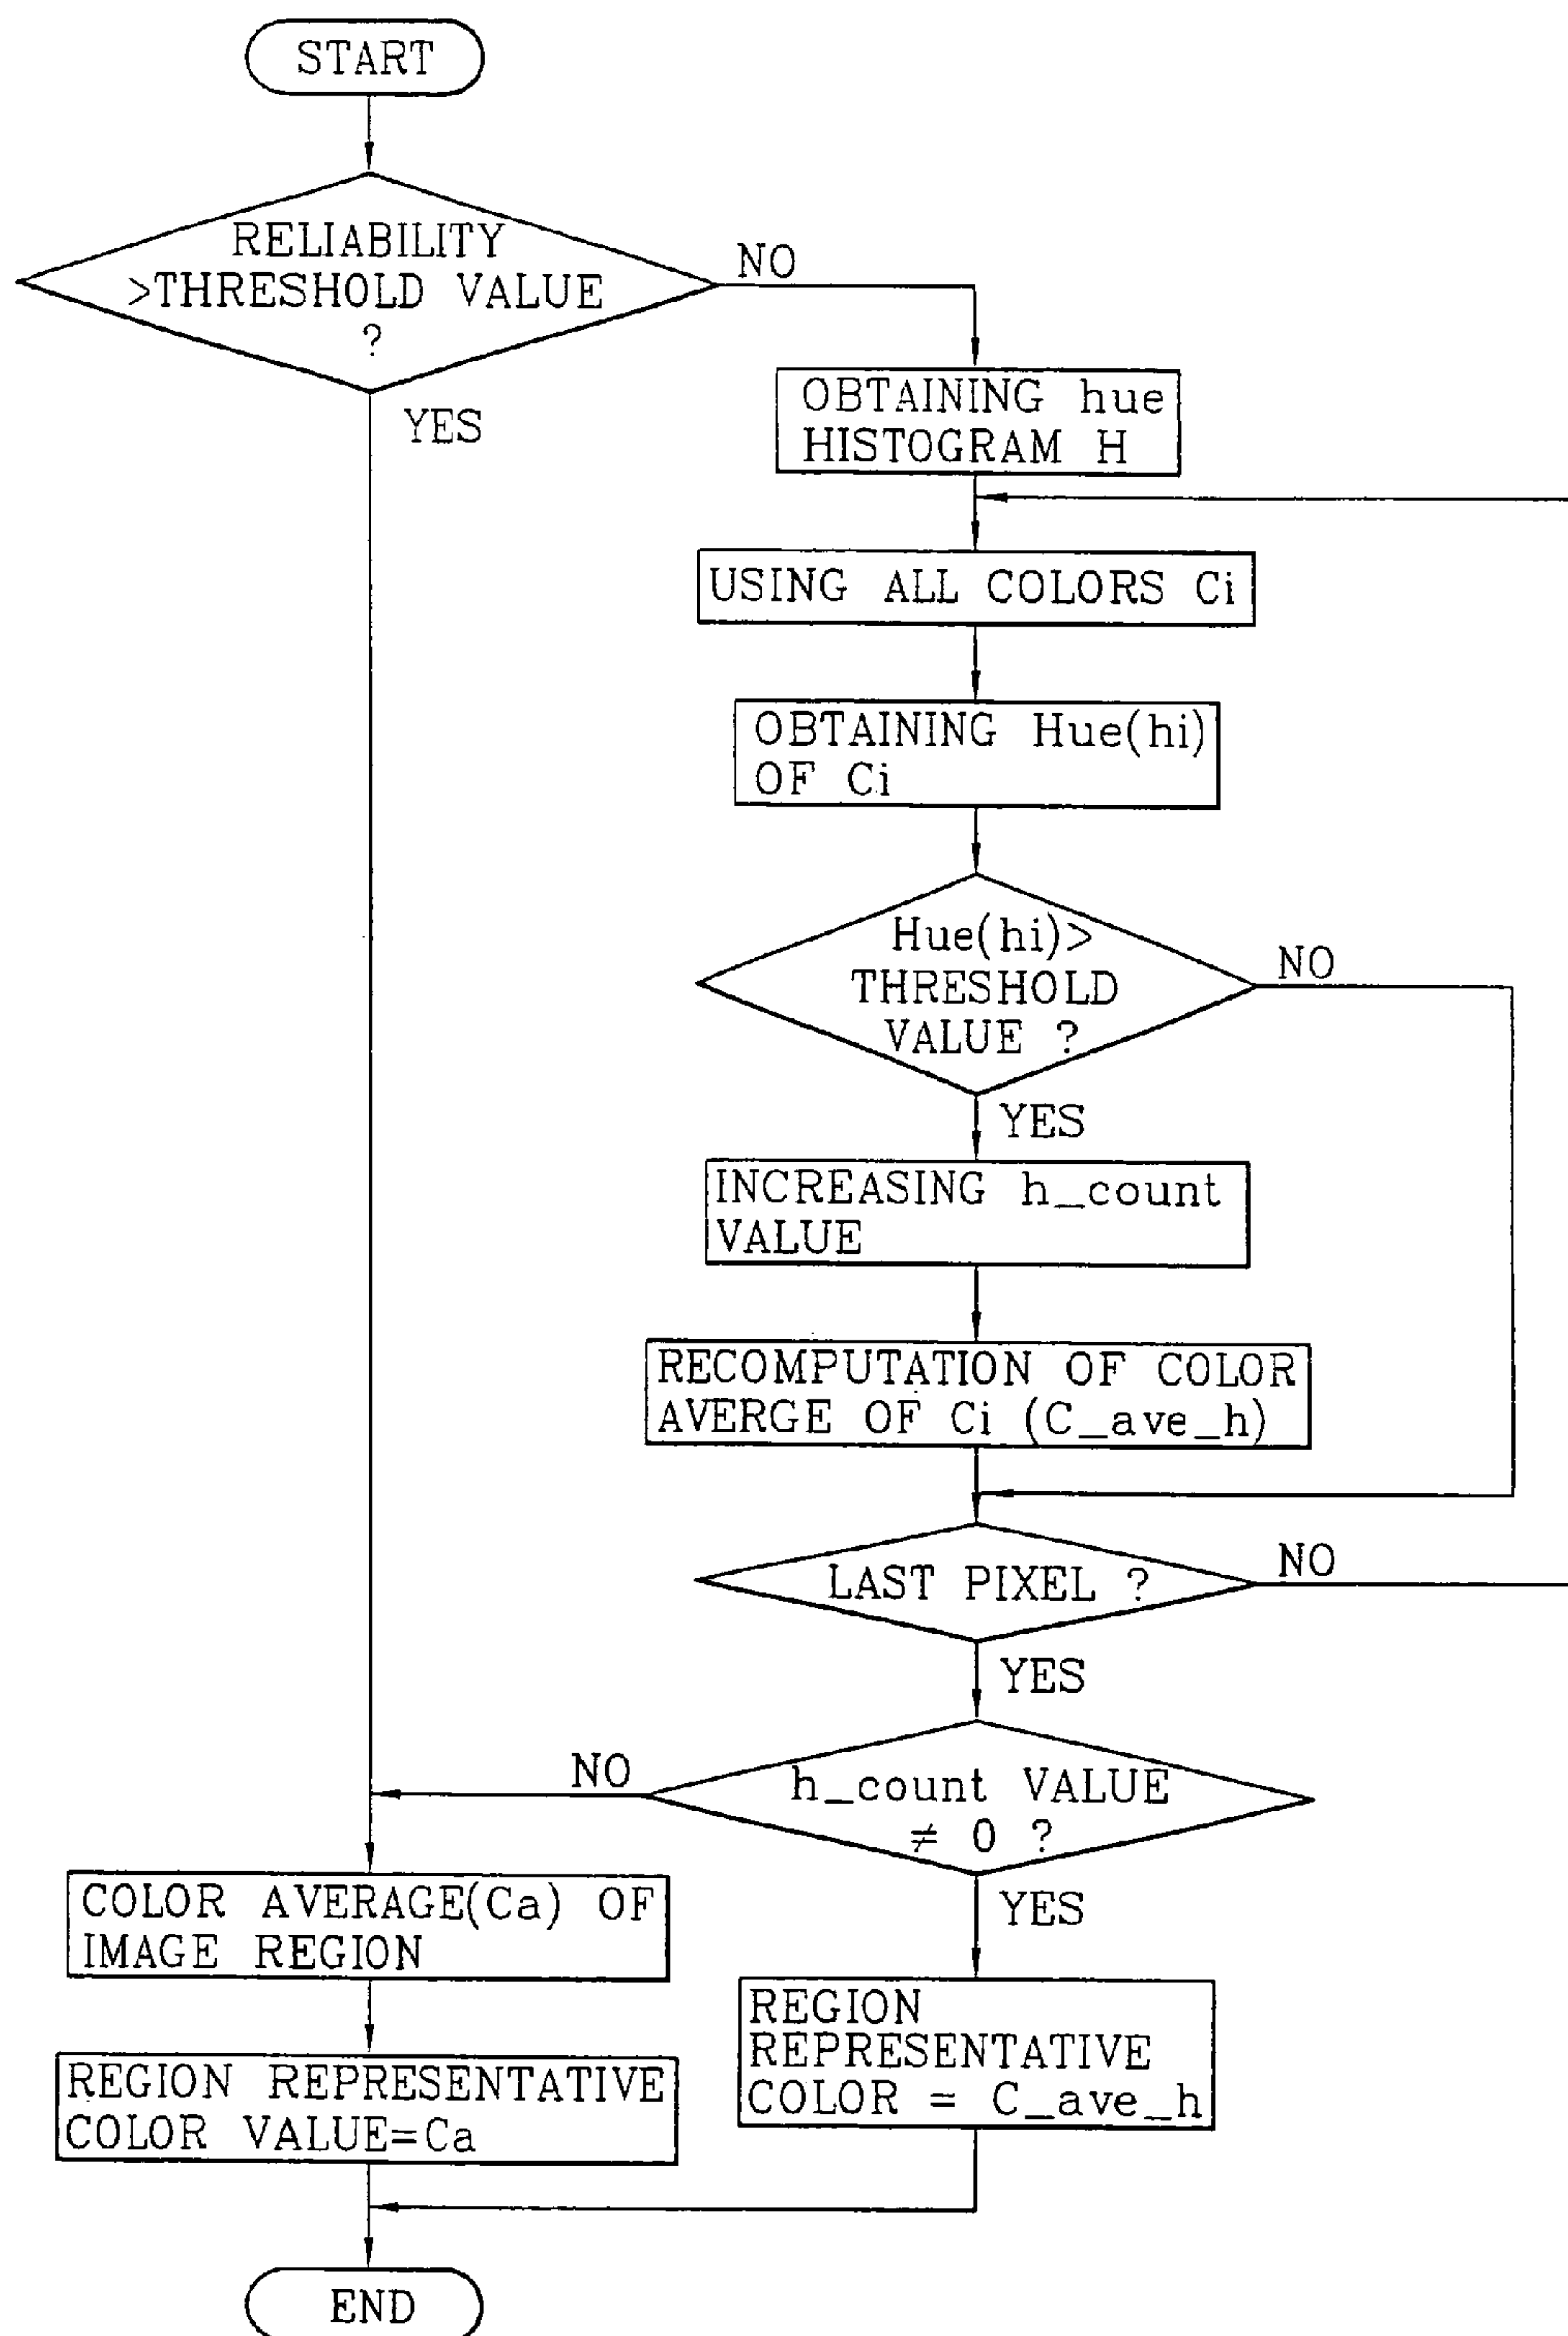 START
RELIABILITY
>THRESHOLD VALUE
?
NO
YES
OBTAINING hue
HISTOGRAM H
USING ALL COLORS Ci
OBTAINING Hue(hi)
OF Ci
Hue(hi)>
THRESHOLD
VALUE ?
NO
YES
INCREASING h_count
VALUE
RECOMPUTATION OF COLOR
AVERGE OF Ci (C_ave_h)
LAST PIXEL ?
NO
YES
h_count VALUE
≠ 0 ?
NO
YES
COLOR AVERAGE(Ca) OF
IMAGE REGION
REGION REPRESENTATIVE
COLOR VALUE=Ca
REGION
REPRESENTATIVE
COLOR = C_ave_h
END